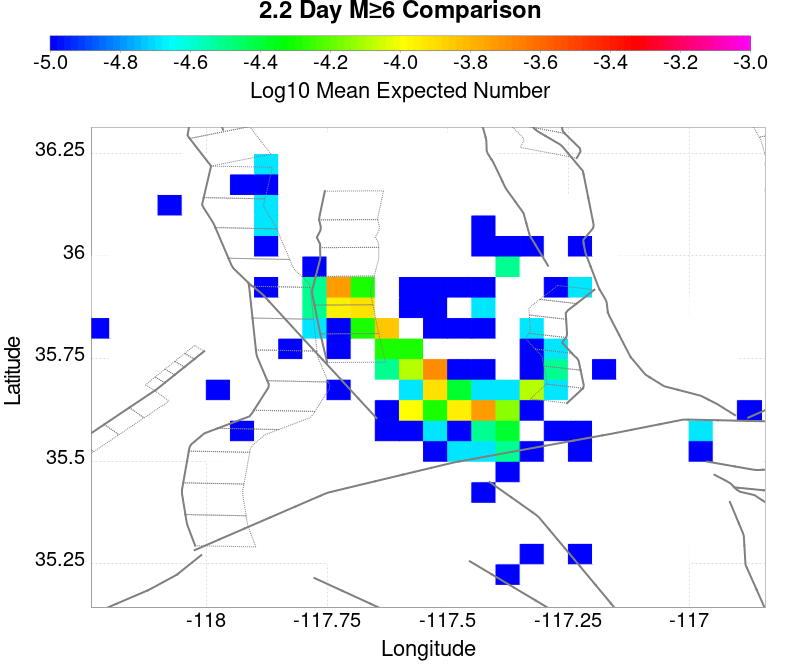 2.2 Day M≥6 Comparison
-5.0 -4.8 -4.6 -4.4 -4.2 -4.0 -3.8 -3.6 -3.4 -3.2 -3.0
Log10 Mean Expected Number
36.25
36
35.75
35.5
35.25
Latitude
-118 -117.75 -117.5 -117.25 -117
Longitude